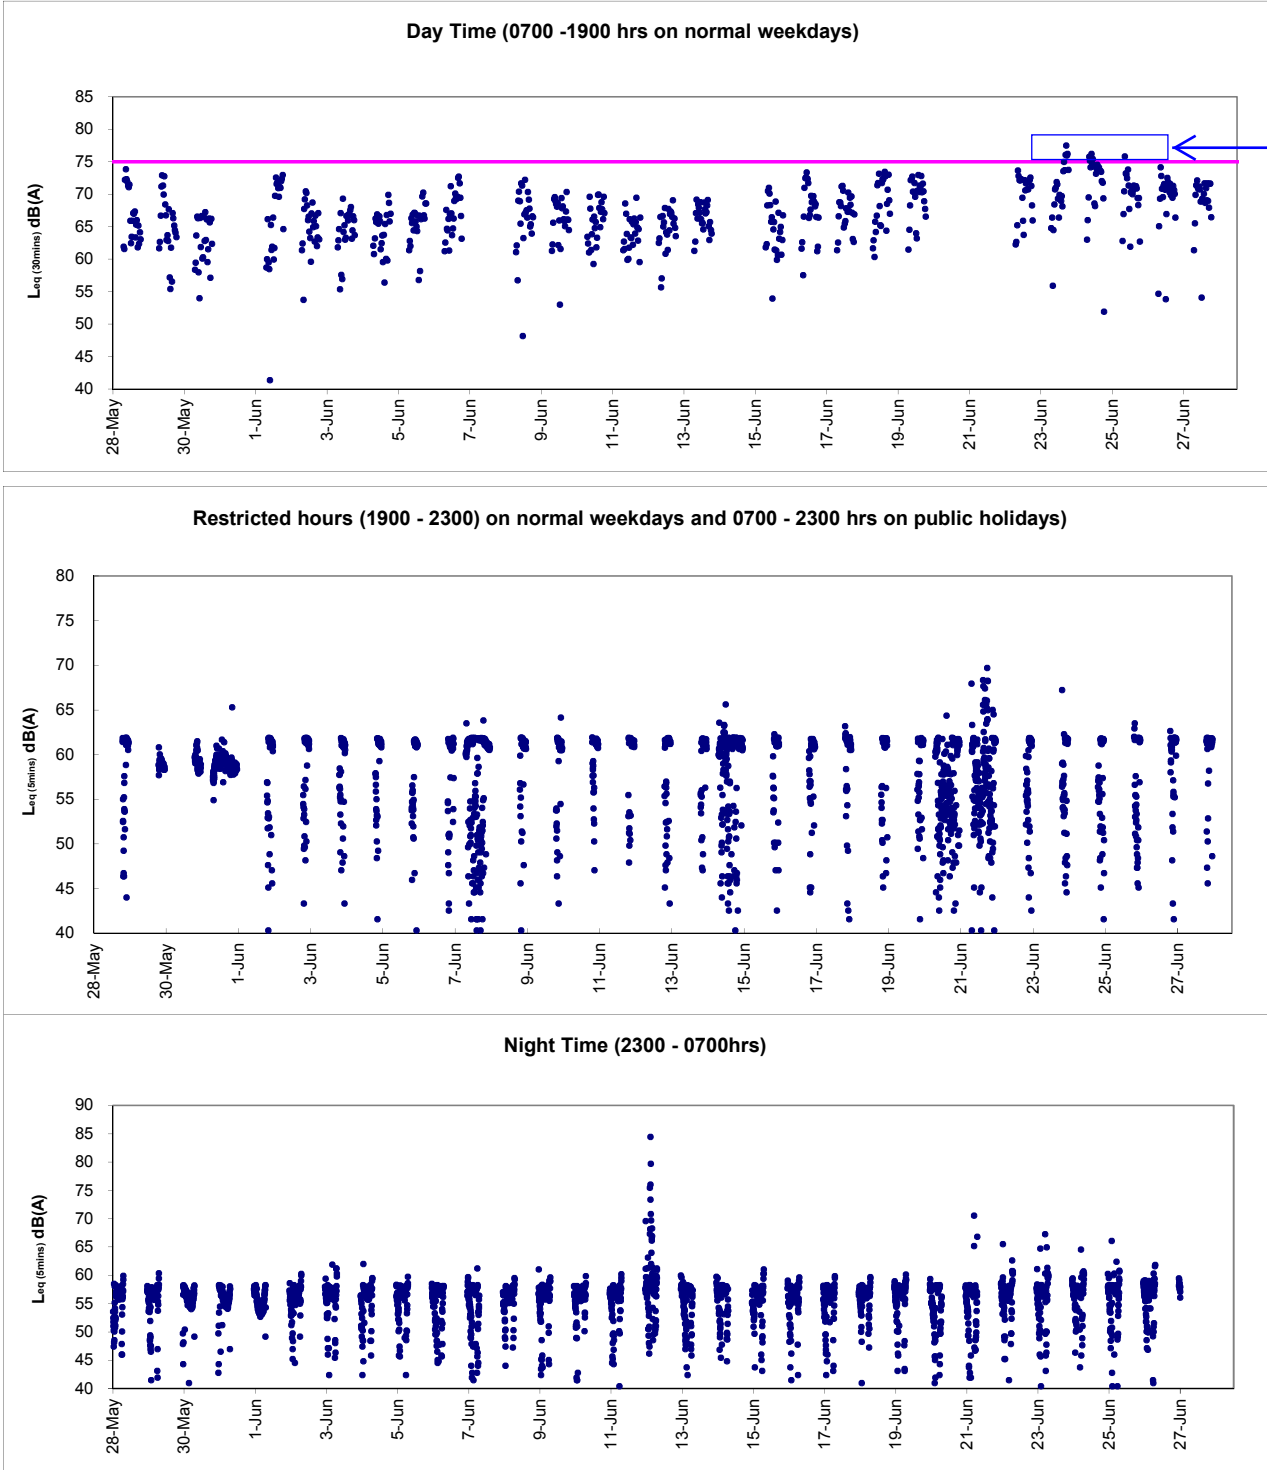 Day Time (0700 -1900 hrs on normal weekdays)
Leq (30mins) dB(A)
85
80
75
70
65
60
55
50
45
40
28-May
30-May
1-Jun
3-Jun
5-Jun
7-Jun
9-Jun
11-Jun
13-Jun
15-Jun
17-Jun
19-Jun
21-Jun
23-Jun
25-Jun
27-Jun
Restricted hours (1900 - 2300) on normal weekdays and 0700 - 2300 hrs on public holidays)
Leq (5mins) dB(A)
80
75
70
65
60
55
50
45
40
28-May
30-May
1-Jun
3-Jun
5-Jun
7-Jun
9-Jun
11-Jun
13-Jun
15-Jun
17-Jun
19-Jun
21-Jun
23-Jun
25-Jun
27-Jun
Night Time (2300 - 0700hrs)
Leq (5mins) dB(A)
90
85
80
75
70
65
60
55
50
45
40
28-May
30-May
1-Jun
3-Jun
5-Jun
7-Jun
9-Jun
11-Jun
13-Jun
15-Jun
17-Jun
19-Jun
21-Jun
23-Jun
25-Jun
27-Jun